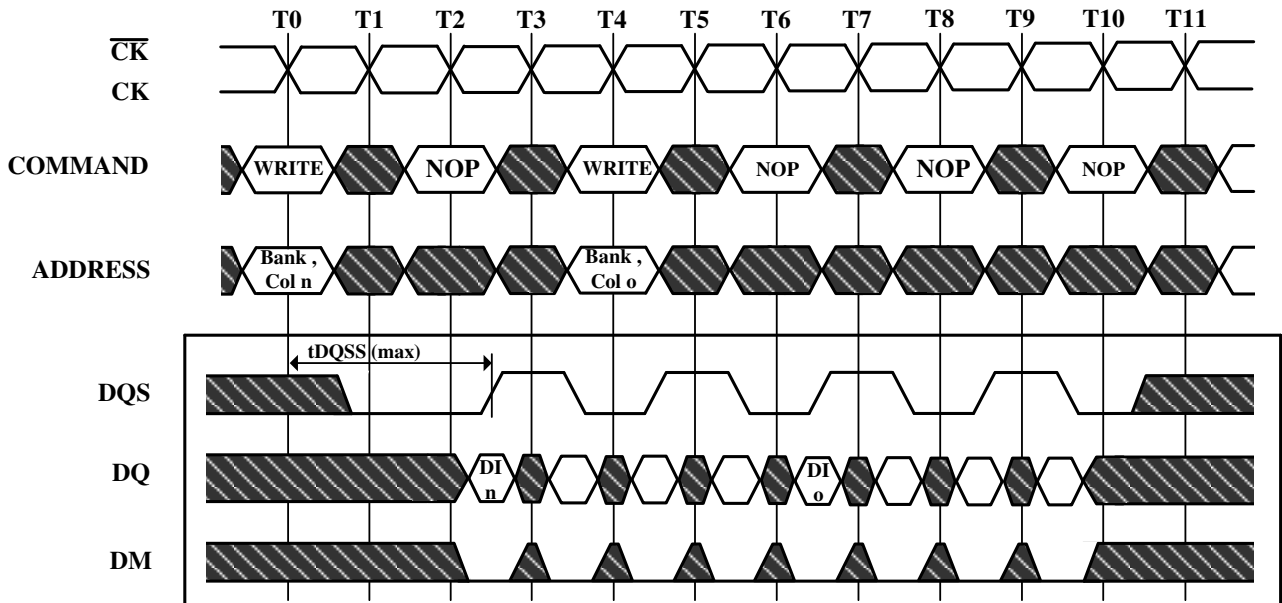 T0 T1 T2 T3 T4 T5 T6 T7 T8 T9 T10 T11
CK
CK
COMMAND
WRITE NOP WRITE NOP NOP NOP
ADDRESS
Bank ,
Col n
Bank ,
Col o
tDQSS (max)
DQS
DQ
DI
n
DI
o
DM